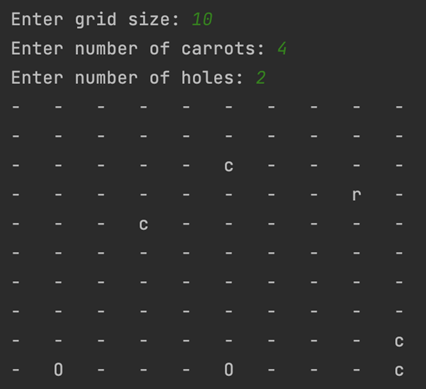 Enter grid size: 10
Enter number of carrots: 4
Enter number of holes: 2
- - - - - - - - - -
- - - - - - - - - -
- - - - - c - - - -
- - - - - - - - r -
- - - c - - - - - -
- - - - - - - - - -
- - - - - - - - - -
- - - - - - - - - -
- - - - - - - - - c
- O - - - O - - - c